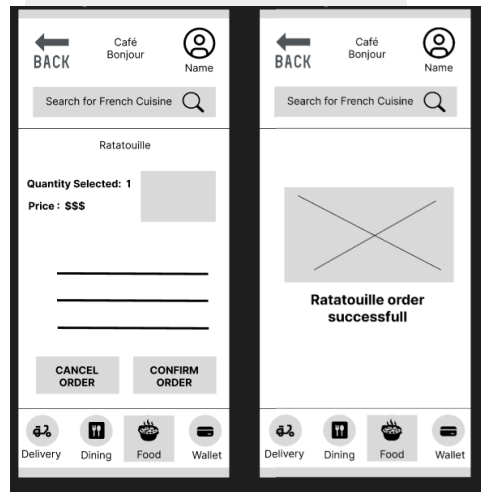 BACK
Café
Bonjour
Name
Search for French Cuisine
Ratatouille
Quantity Selected: 1
Price : $$$
CANCEL
ORDER
CONFIRM
ORDER
Delivery
Dining
Food
Wallet
BACK
Café
Bonjour
Name
Search for French Cuisine
Ratatouille order
successfull
Delivery
Dining
Food
Wallet